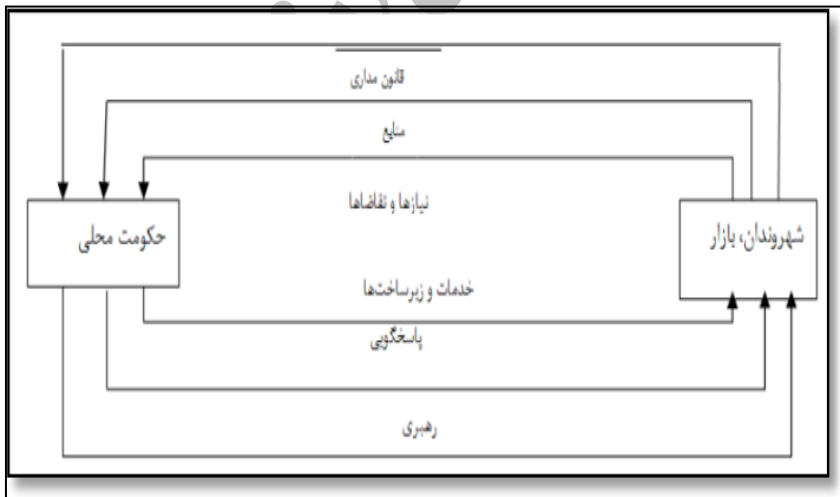 قانون مداری
منابع
نیازها و تقاضاها
شهروندان، بازار
حکومت محلی
خدمات و زیرساخت‌ها
پاسخگویی
رهبری